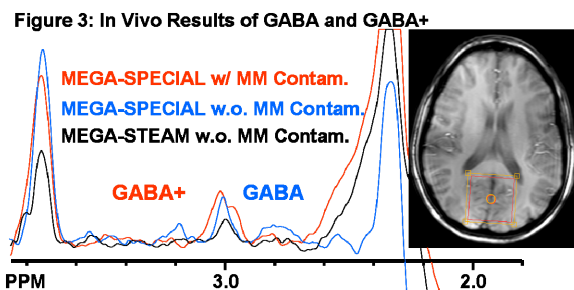 Figure 3: In Vivo Results of GABA and GABA+
MEGA-SPECIAL w/ MM Contam.
MEGA-SPECIAL w.o. MM Contam.
MEGA-STEAM w.o. MM Contam.
GABA+ GABA
PPM 3.0 2.0